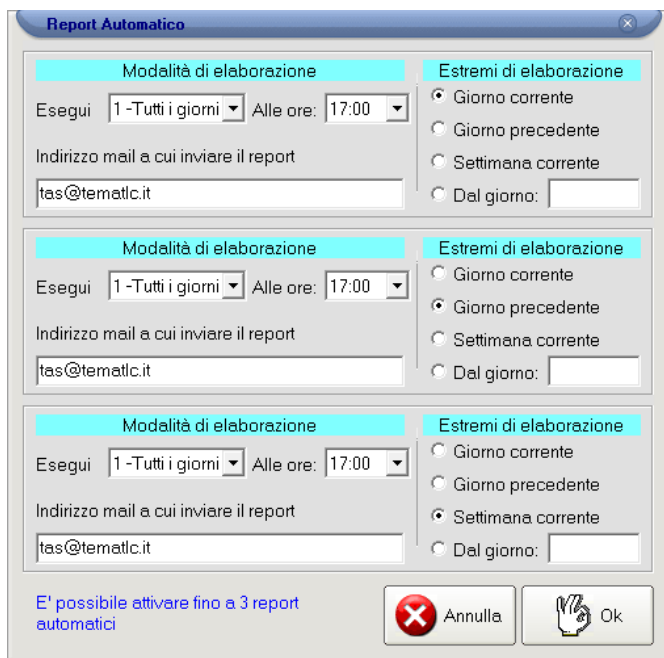 Report Automatico
Modalità di elaborazione
Esegui 1 -Tutti i giorni Alle ore: 17:00
Indirizzo mail a cui inviare il report
tas@tematlc.it
Estremi di elaborazione
Giorno corrente
Giorno precedente
Settimana corrente
Dal giorno:
Modalità di elaborazione
Esegui 1 -Tutti i giorni Alle ore: 17:00
Indirizzo mail a cui inviare il report
tas@tematlc.it
Estremi di elaborazione
Giorno corrente
Giorno precedente
Settimana corrente
Dal giorno:
Modalità di elaborazione
Esegui 1 -Tutti i giorni Alle ore: 17:00
Indirizzo mail a cui inviare il report
tas@tematlc.it
Estremi di elaborazione
Giorno corrente
Giorno precedente
Settimana corrente
Dal giorno:
E' possibile attivare fino a 3 report
automatici
Annulla
Ok